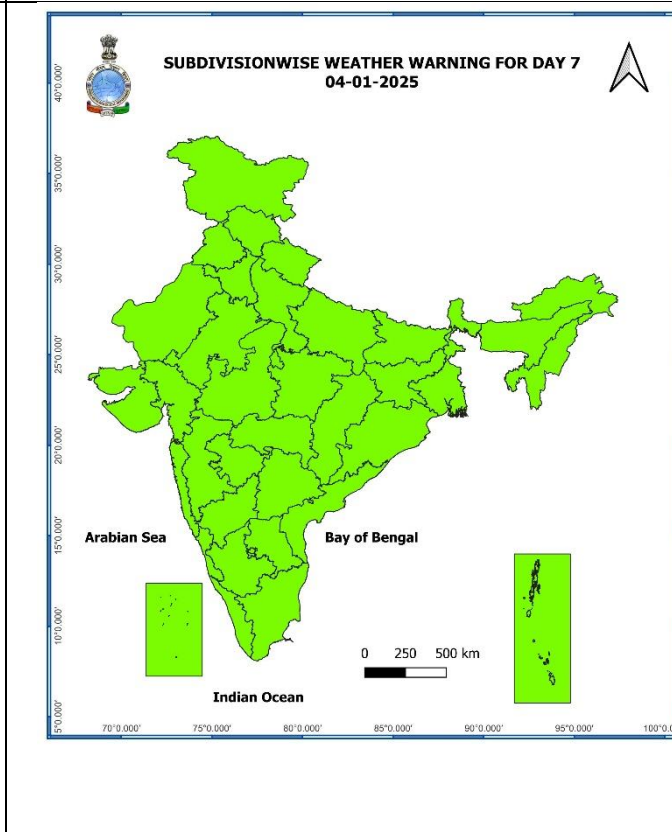 SUBDIVISIONWISE WEATHER WARNING FOR DAY 7
04-01-2025
40°0.000'
35°0.000'
30°0.000'
25°0.000'
20°0.000'
15°0.000'
10°0.000'
5°0.000'
Arabian Sea
Bay of Bengal
0 250 500 km
Indian Ocean
70°0.000' 75°0.000' 80°0.000' 85°0.000' 90°0.000' 95°0.000' 100°0.0